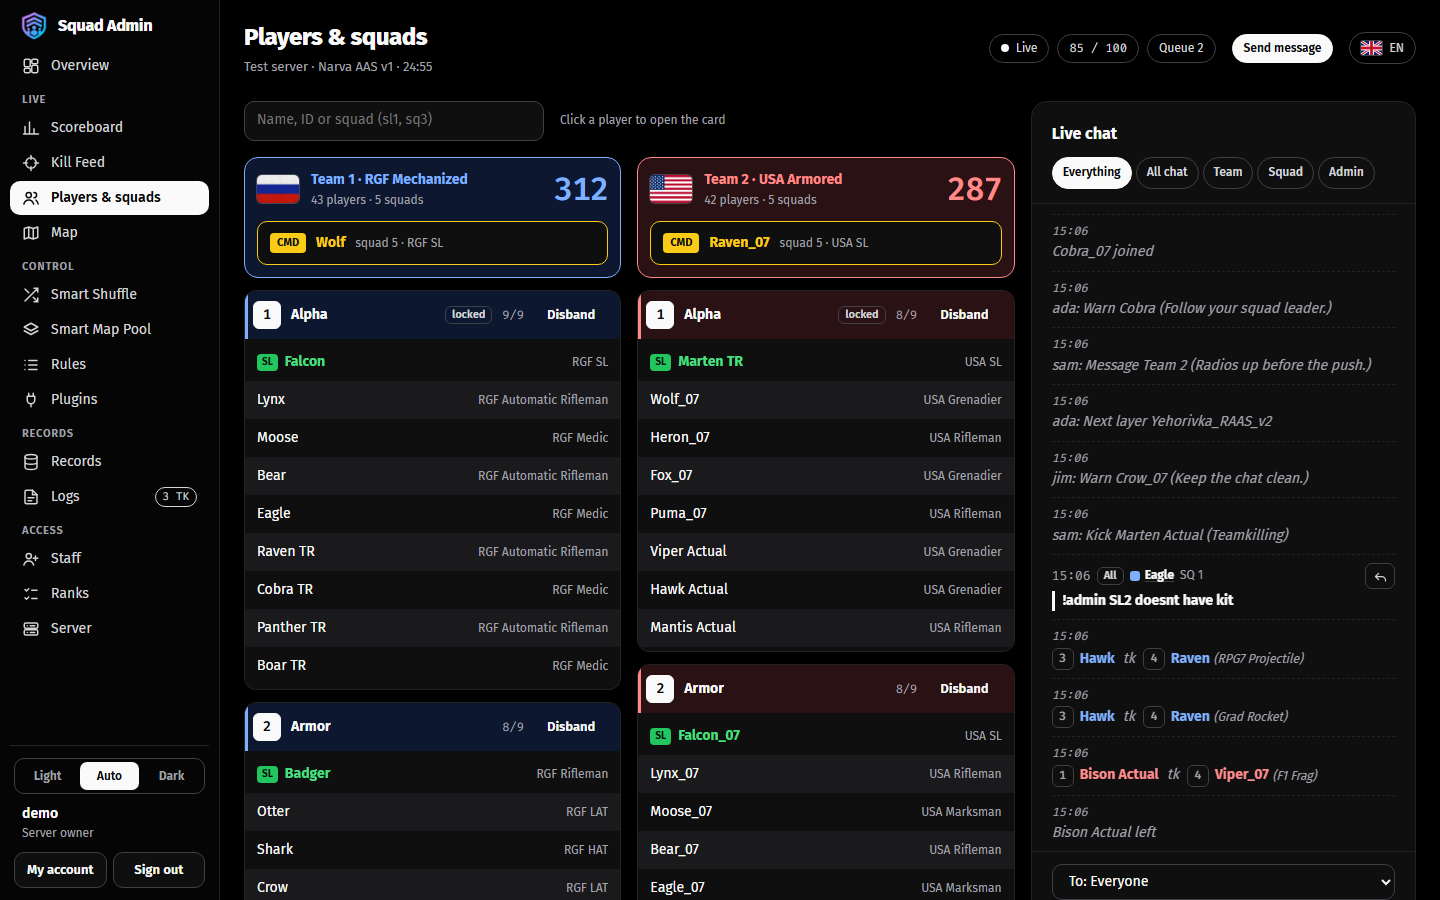 Squad Admin
Overview
LIVE
Scoreboard
Kill Feed
Players & squads
Map
CONTROL
Smart Shuffle
Smart Map Pool
Rules
Plugins
RECORDS
Records
Logs
3 TK
ACCESS
Staff
Ranks
Server
Light
Auto
Dark
demo
Server owner
My account
Sign out
Players & squads
Test server · Narva AAS v1 · 24:55
Live
85 / 100
Queue 2
Send message
EN
Name, ID or squad (sl1, sq3)
Click a player to open the card
Team 1 · RGF Mechanized
43 players · 5 squads
312
CMD Wolf squad 5 · RGF SL
1 Alpha locked 9/9 Disband
SL Falcon RGF SL
Lynx RGF Automatic Rifleman
Moose RGF Medic
Bear RGF Automatic Rifleman
Eagle RGF Medic
Raven TR RGF Automatic Rifleman
Cobra TR RGF Medic
Panther TR RGF Automatic Rifleman
Boar TR RGF Medic
2 Armor 8/9 Disband
SL Badger RGF Rifleman
Otter RGF LAT
Shark RGF HAT
Crow RGF LAT
Team 2 · USA Armored
42 players · 5 squads
287
CMD Raven_07 squad 5 · USA SL
1 Alpha locked 8/9 Disband
SL Marten TR USA SL
Wolf_07 USA Grenadier
Heron_07 USA Rifleman
Fox_07 USA Grenadier
Puma_07 USA Rifleman
Viper Actual USA Grenadier
Hawk Actual USA Grenadier
Mantis Actual USA Rifleman
2 Armor 8/9 Disband
SL Falcon_07 USA SL
Lynx_07 USA Rifleman
Moose_07 USA Marksman
Bear_07 USA Rifleman
Eagle_07 USA Marksman
Live chat
Everything
All chat
Team
Squad
Admin
15:06
Cobra_07 joined
15:06
ada: Warn Cobra (Follow your squad leader.)
15:06
sam: Message Team 2 (Radios up before the push.)
15:06
ada: Next layer Yehorivka_RAAS_v2
15:06
jim: Warn Crow_07 (Keep the chat clean.)
15:06
sam: Kick Marten Actual (Teamkilling)
15:06 All Eagle SQ 1
!admin SL2 doesnt have kit
15:06
3 Hawk tk 4 Raven (RPG7 Projectile)
15:06
3 Hawk tk 4 Raven (Grad Rocket)
15:06
1 Bison Actual tk 4 Viper_07 (F1 Frag)
15:06
Bison Actual left
To: Everyone